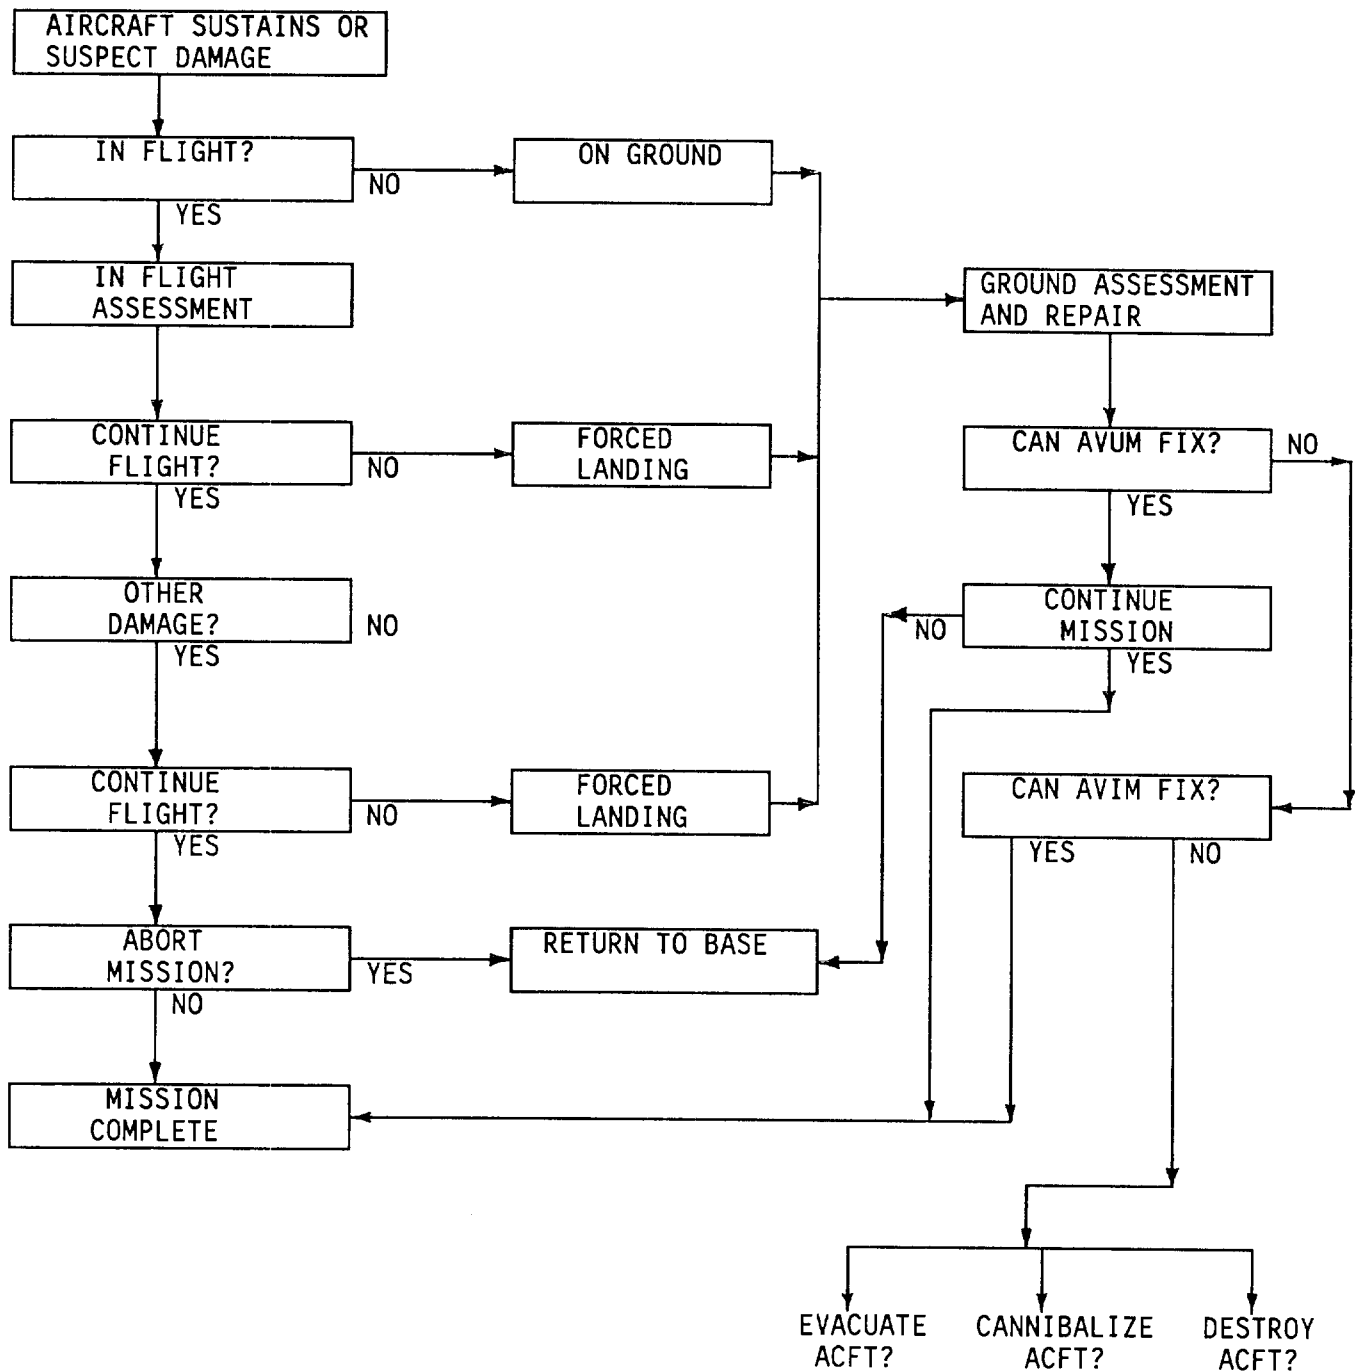 AIRCRAFT SUSTAINS OR
SUSPECT DAMAGE
IN FLIGHT?
NO
YES
ON GROUND
IN FLIGHT
ASSESSMENT
GROUND ASSESSMENT
AND REPAIR
CONTINUE
FLIGHT?
NO
YES
FORCED
LANDING
CAN AVUM FIX?
NO
YES
OTHER
DAMAGE?
NO
YES
CONTINUE
MISSION
NO
YES
CONTINUE
FLIGHT?
NO
YES
FORCED
LANDING
CAN AVIM FIX?
YES
NO
ABORT
MISSION?
YES
NO
RETURN TO BASE
MISSION
COMPLETE
EVACUATE
ACFT?
CANNIBALIZE
ACFT?
DESTROY
ACFT?